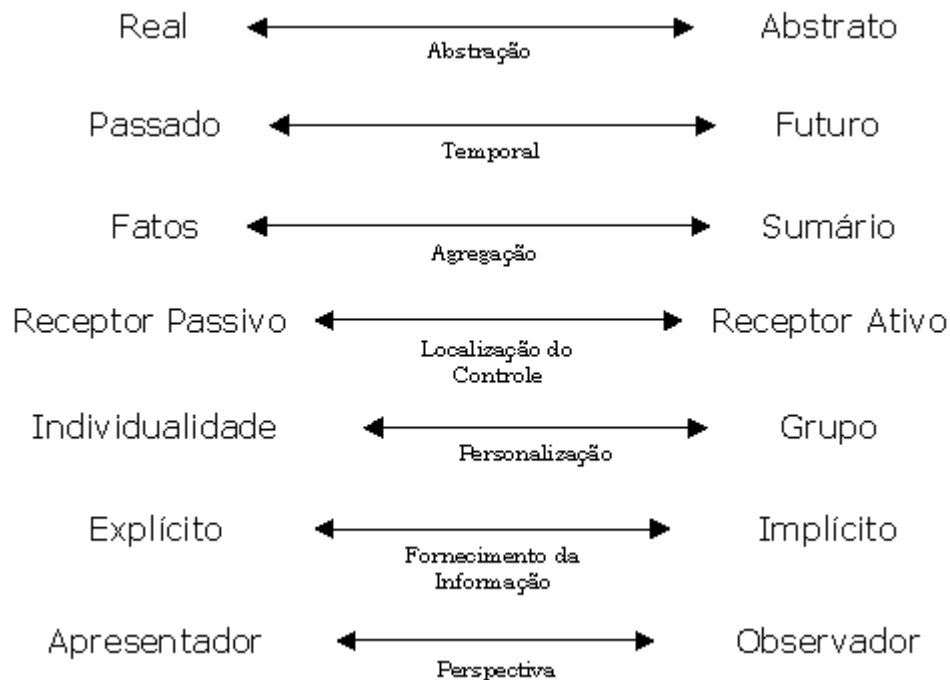 Real Abstrato
Abstração
Passado Futuro
Temporal
Fatos Sumário
Agregação
Receptor Passivo Receptor Ativo
Localização do
Controle
Individualidade Grupo
Personalização
Explícito Implícito
Fornecimento da
Informação
Apresentador Observador
Perspectiva